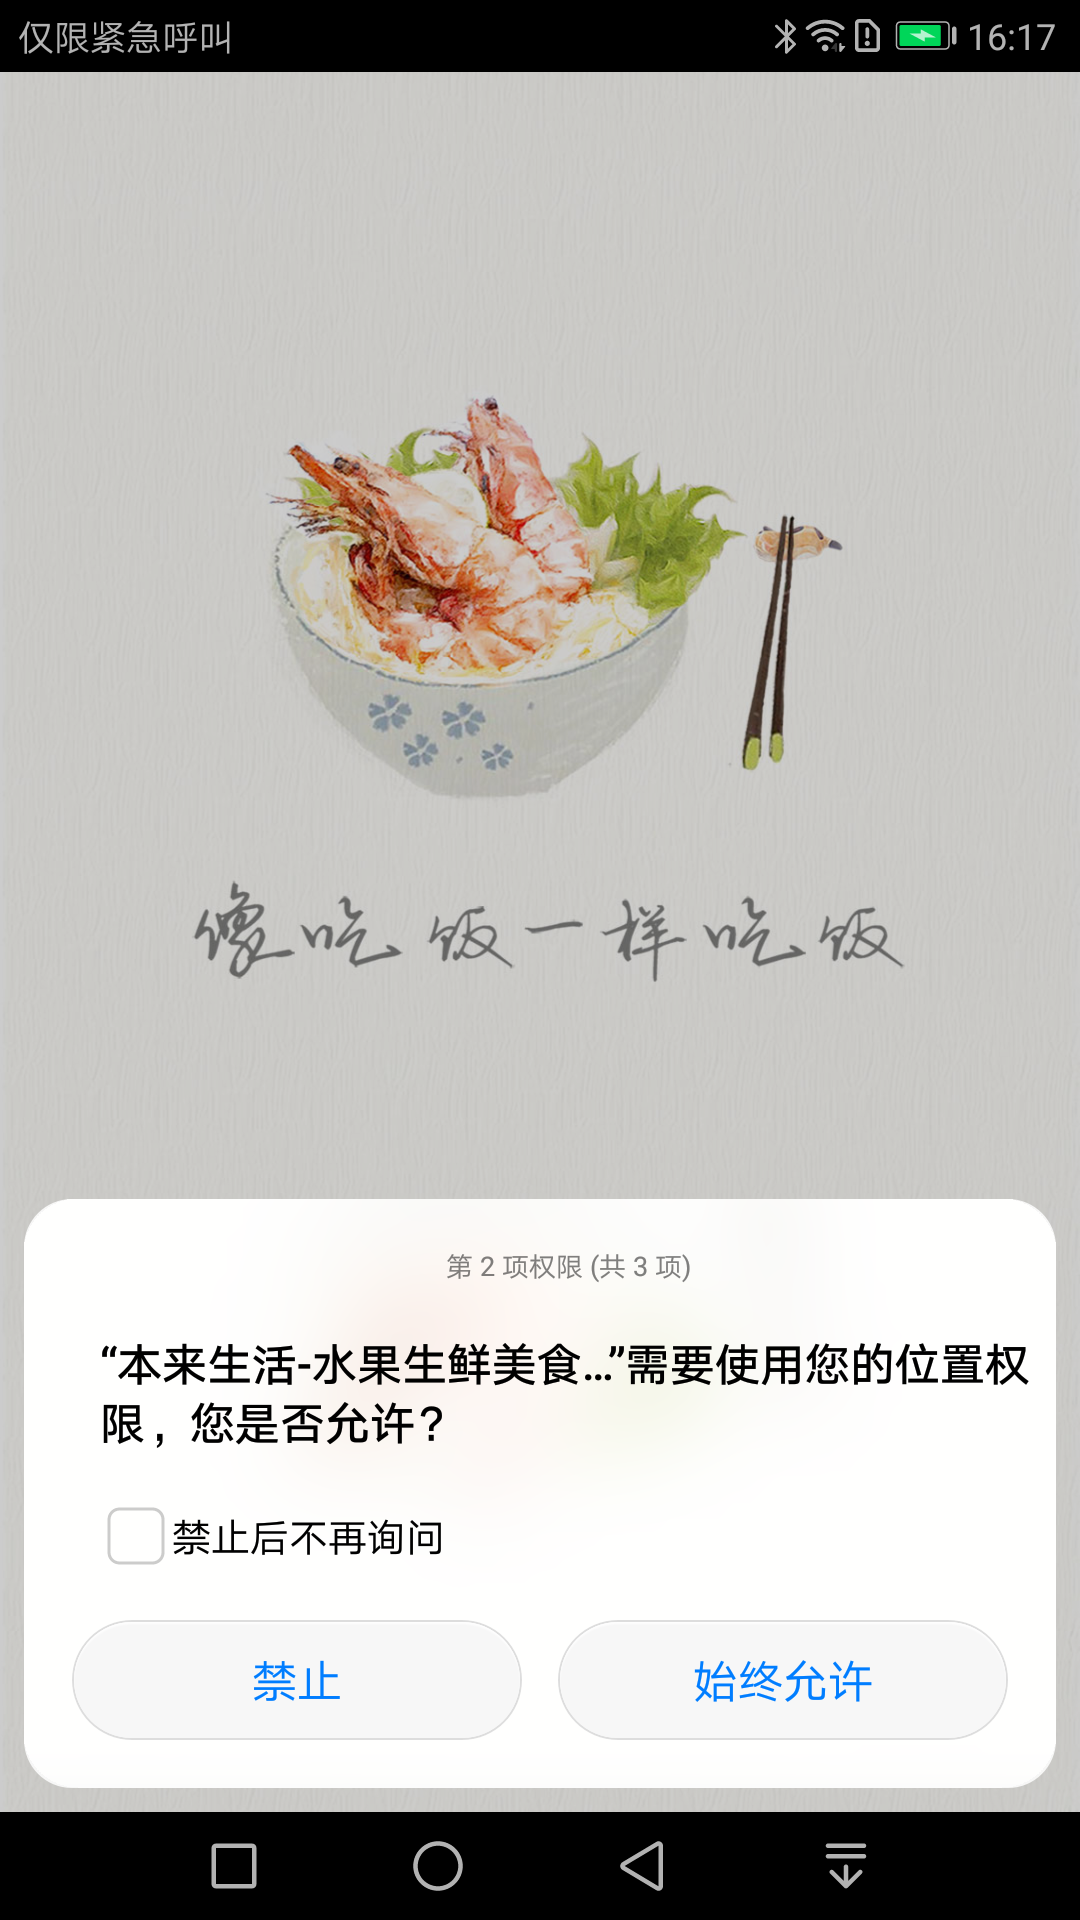 仅限紧急呼叫 16:17
像吃饭一样吃饭
第 2 项权限 (共 3 项)
“本来生活-水果生鲜美食...”需要使用您的位置权
限，您是否允许？
禁止后不再询问
禁止 始终允许